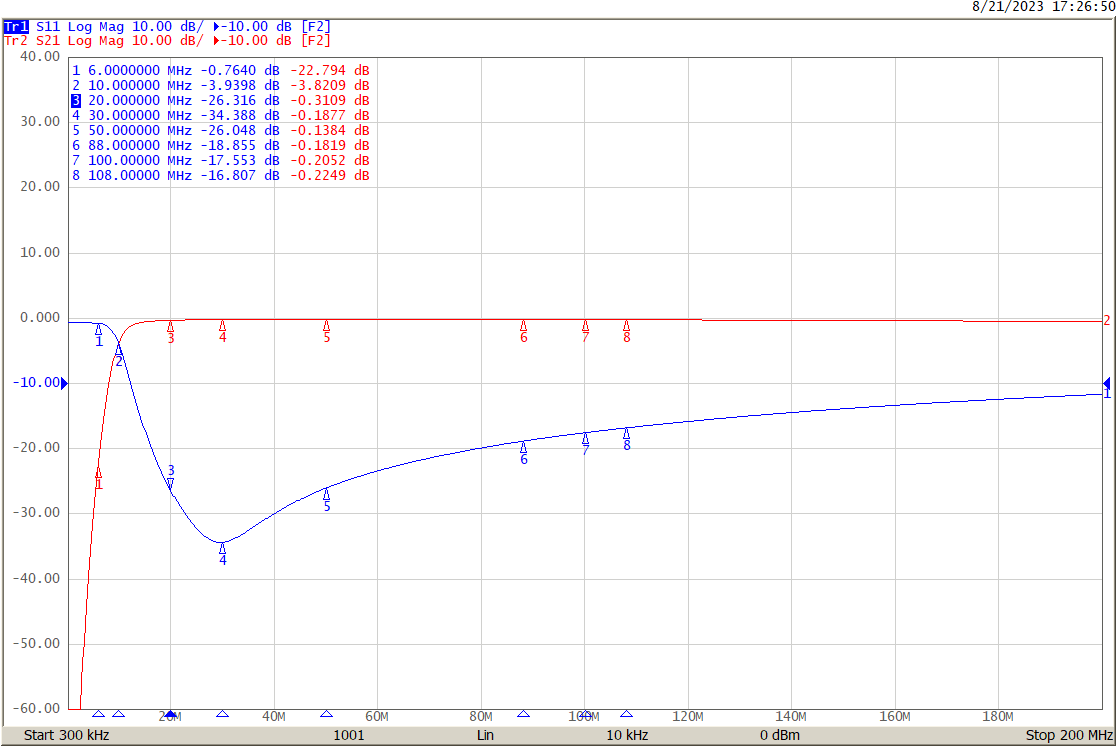 8/21/2023 17:26:50
Tr1 S11 Log Mag 10.00 dB/ ▶-10.00 dB [F2]
Tr2 S21 Log Mag 10.00 dB/ ▶-10.00 dB [F2]
40.00
1 6.0000000 MHz -0.7640 dB -22.794 dB
2 10.000000 MHz -3.9398 dB -3.8209 dB
3 20.000000 MHz -26.316 dB -0.3109 dB
4 30.000000 MHz -34.388 dB -0.1877 dB
30.00
5 50.000000 MHz -26.048 dB -0.1384 dB
6 88.000000 MHz -18.855 dB -0.1819 dB
7 100.00000 MHz -17.553 dB -0.2052 dB
8 108.00000 MHz -16.807 dB -0.2249 dB
20.00
10.00
0.000
2
3 4 5 6 7 8
1
2
-10.00
1
-20.00
7 8
6
3
1
5
-30.00
4
-40.00
-50.00
-60.00
20M 40M 60M 80M 100M 120M 140M 160M 180M
Start 300 kHz 1001 Lin 10 kHz 0 dBm Stop 200 MHz